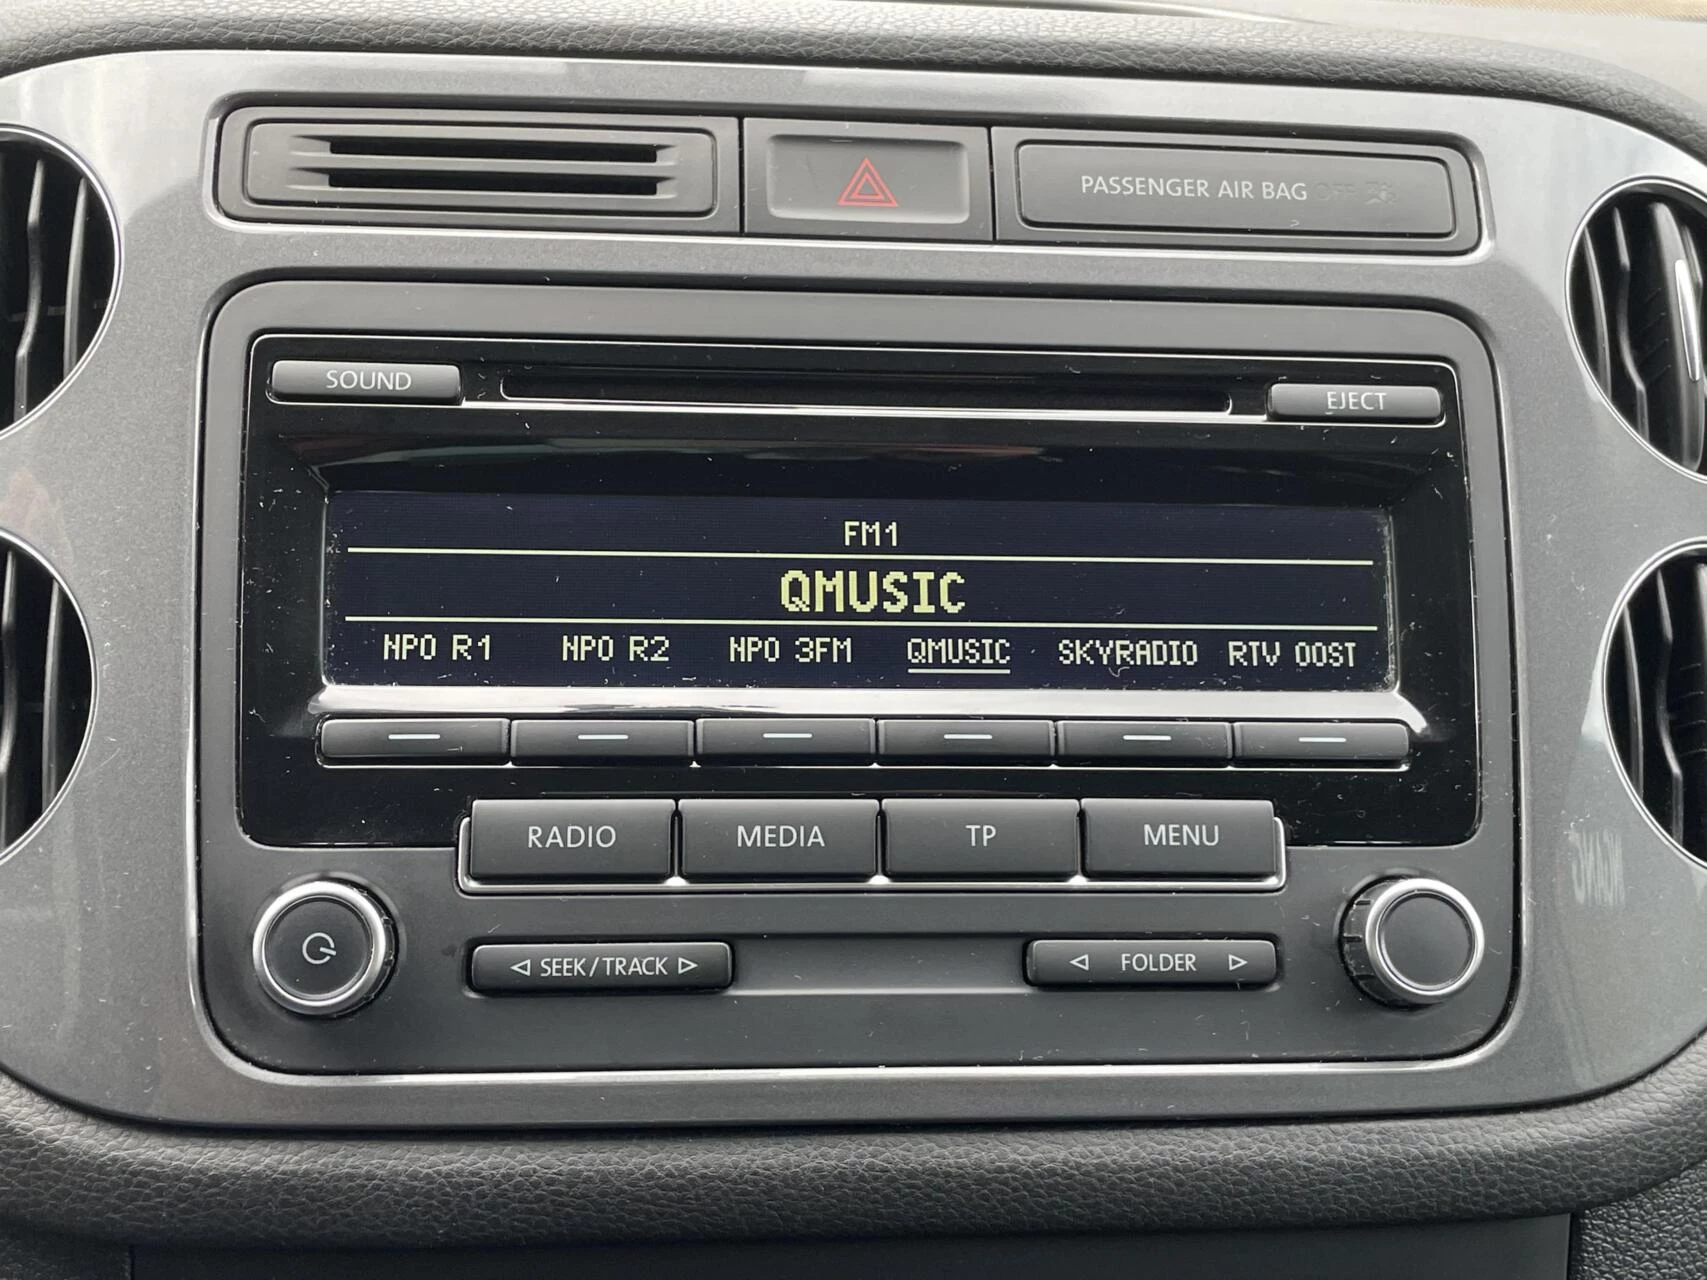 PASSENGER AIR BAG OFF
SOUND
EJECT
FM1
QMUSIC
NPO R1 NPO R2 NPO 3FM QMUSIC SKYRADIO RTV OOST
RADIO MEDIA TP MENU
SEEK/TRACK FOLDER